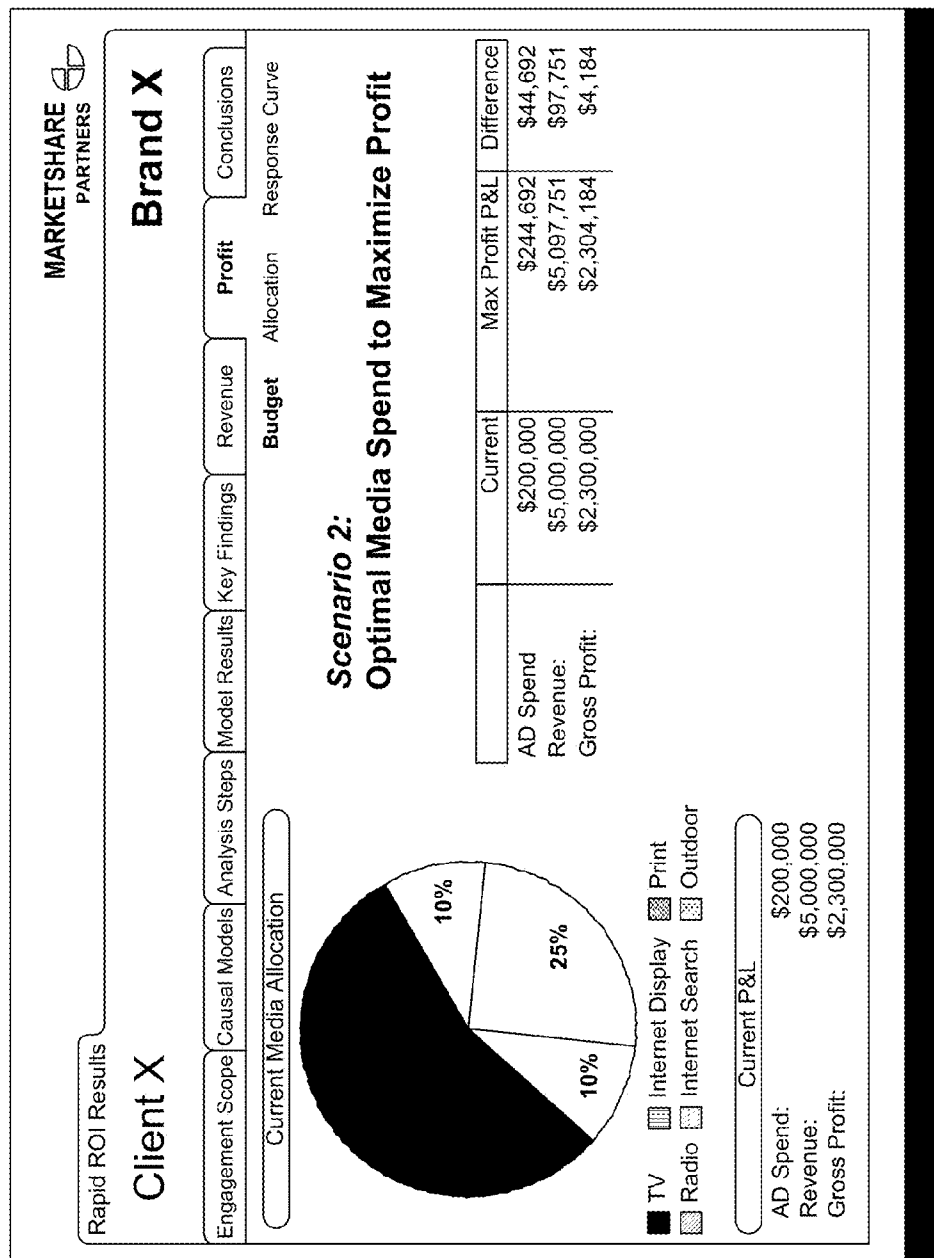 MARKETSHARE
PARTNERS
Rapid ROI Results
Client X
Brand X
Engagement Scope Causal Models Analysis Steps Model Results Key Findings Revenue Profit Conclusions
Budget Allocation Response Curve
Current Media Allocation
10%
25%
10%
TV Internet Display Print
Radio Internet Search Outdoor
Current P&L
AD Spend: $200,000
Revenue: $5,000,000
Gross Profit: $2,300,000
Scenario 2:
Optimal Media Spend to Maximize Profit
Current Max Profit P&L Difference
AD Spend $200,000 $244,692 $44,692
Revenue: $5,000,000 $5,097,751 $97,751
Gross Profit: $2,300,000 $2,304,184 $4,184